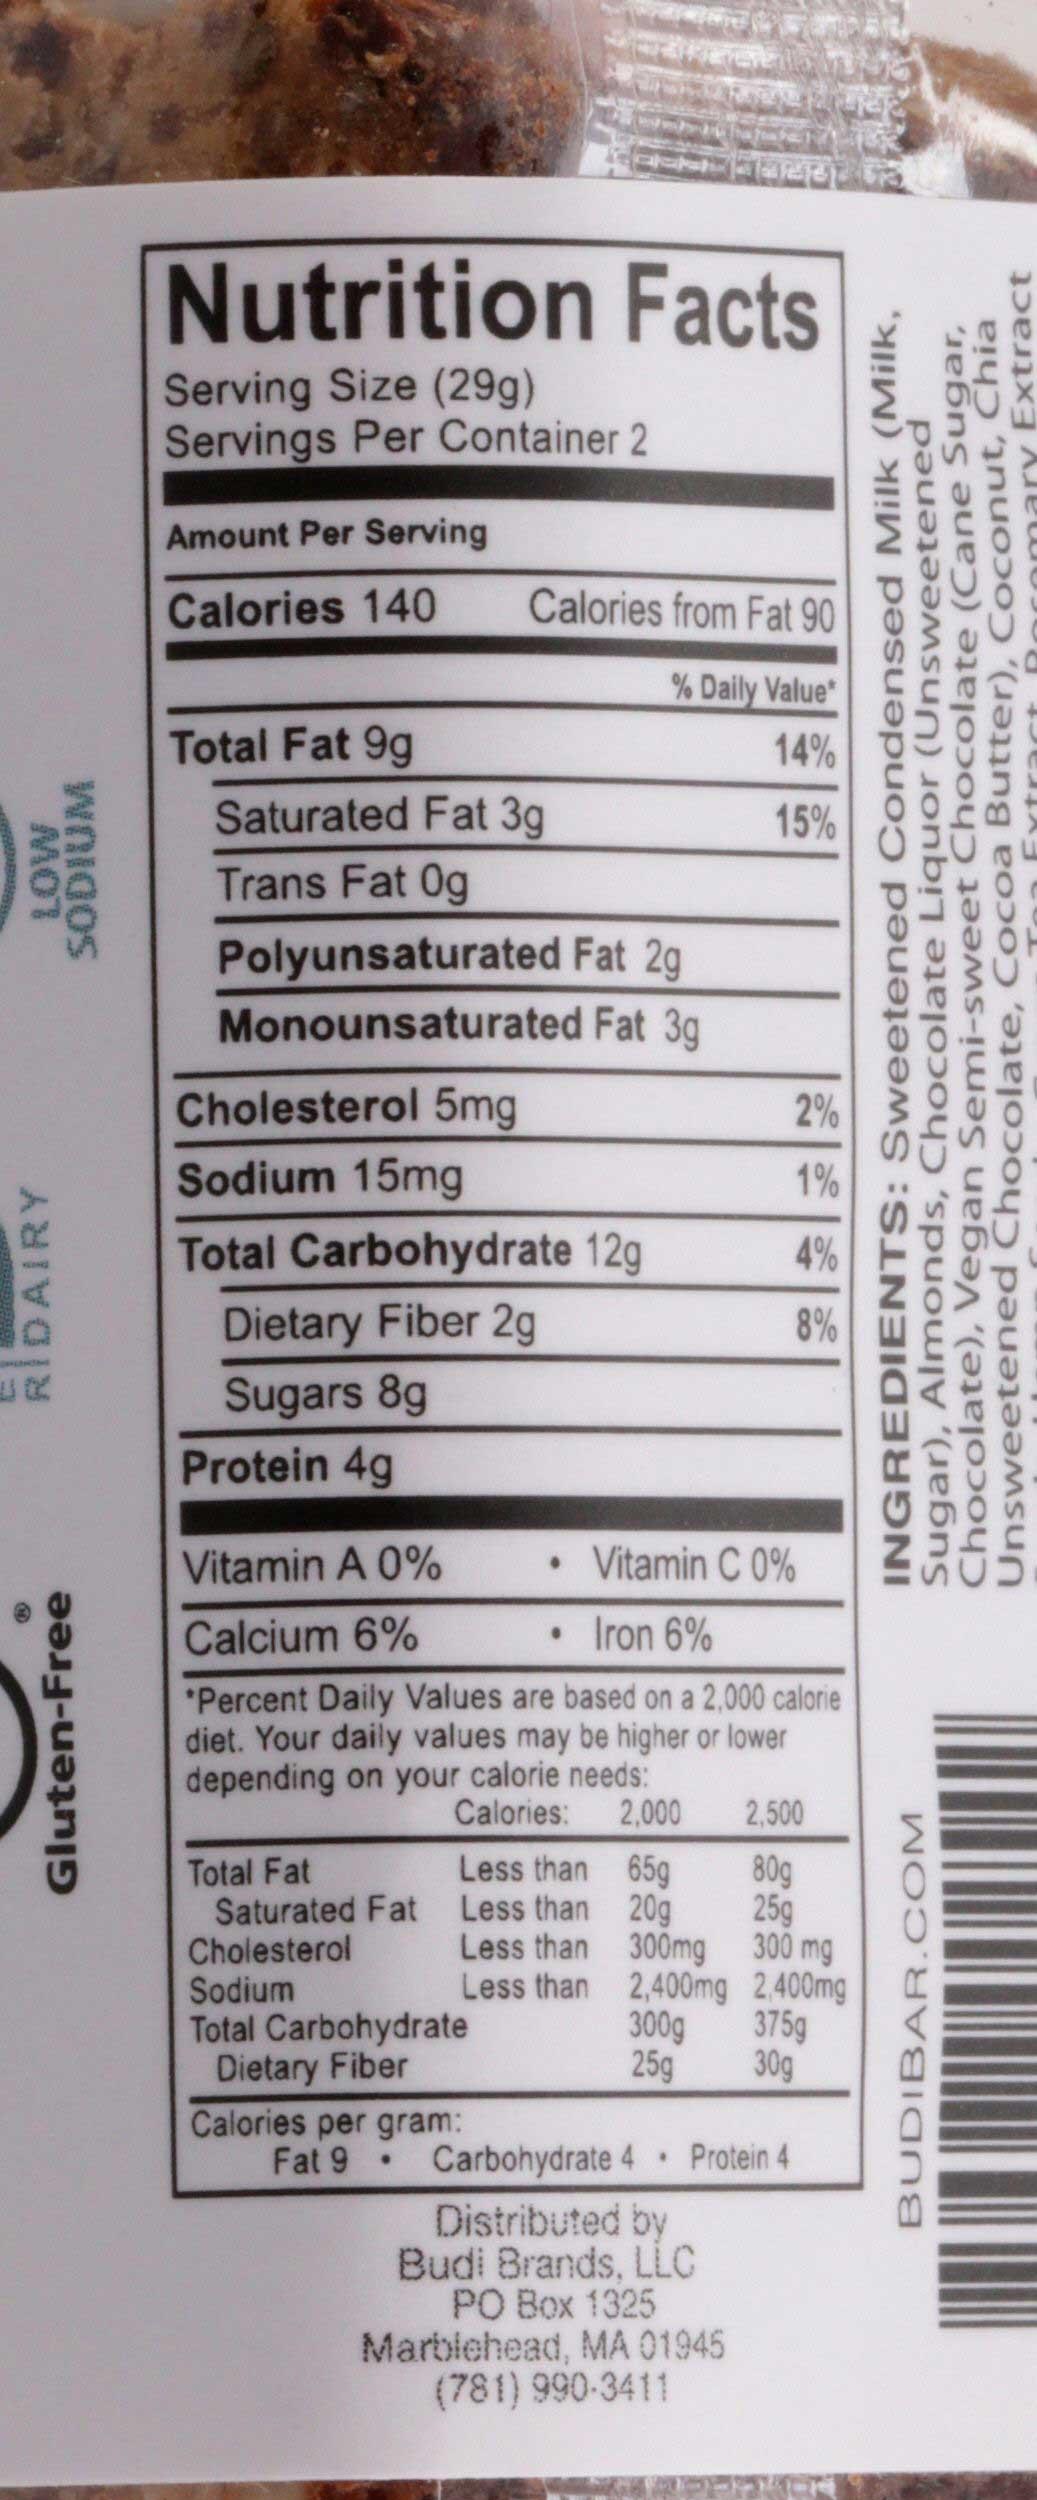 LOW
SODIUM
DAIRY
Gluten-Free®
Nutrition Facts
Serving Size (29g)
Servings Per Container 2
Amount Per Serving
Calories 140 Calories from Fat 90
% Daily Value*
Total Fat 9g 14%
Saturated Fat 3g 15%
Trans Fat 0g
Polyunsaturated Fat 2g
Monounsaturated Fat 3g
Cholesterol 5mg 2%
Sodium 15mg 1%
Total Carbohydrate 12g 4%
Dietary Fiber 2g 8%
Sugars 8g
Protein 4g
Vitamin A 0% • Vitamin C 0%
Calcium 6% • Iron 6%
*Percent Daily Values are based on a 2,000 calorie
diet. Your daily values may be higher or lower
depending on your calorie needs:
Calories: 2,000 2,500
Total Fat Less than 65g 80g
Saturated Fat Less than 20g 25g
Cholesterol Less than 300mg 300 mg
Sodium Less than 2,400mg 2,400mg
Total Carbohydrate 300g 375g
Dietary Fiber 25g 30g
Calories per gram:
Fat 9 • Carbohydrate 4 • Protein 4
Distributed by
Budi Brands, LLC
PO Box 1325
Marblehead, MA 01945
(781) 990-3411
INGREDIENTS: Sweetened Condensed Milk (Milk,
Sugar), Almonds, Chocolate Liquor (Unsweetened
Chocolate), Vegan Semi-sweet Chocolate (Cane Sugar,
Unsweetened Chocolate, Cocoa Butter), Coconut, Chia
Tea Extract, Rosemary Extract
BUDIBAR.COM